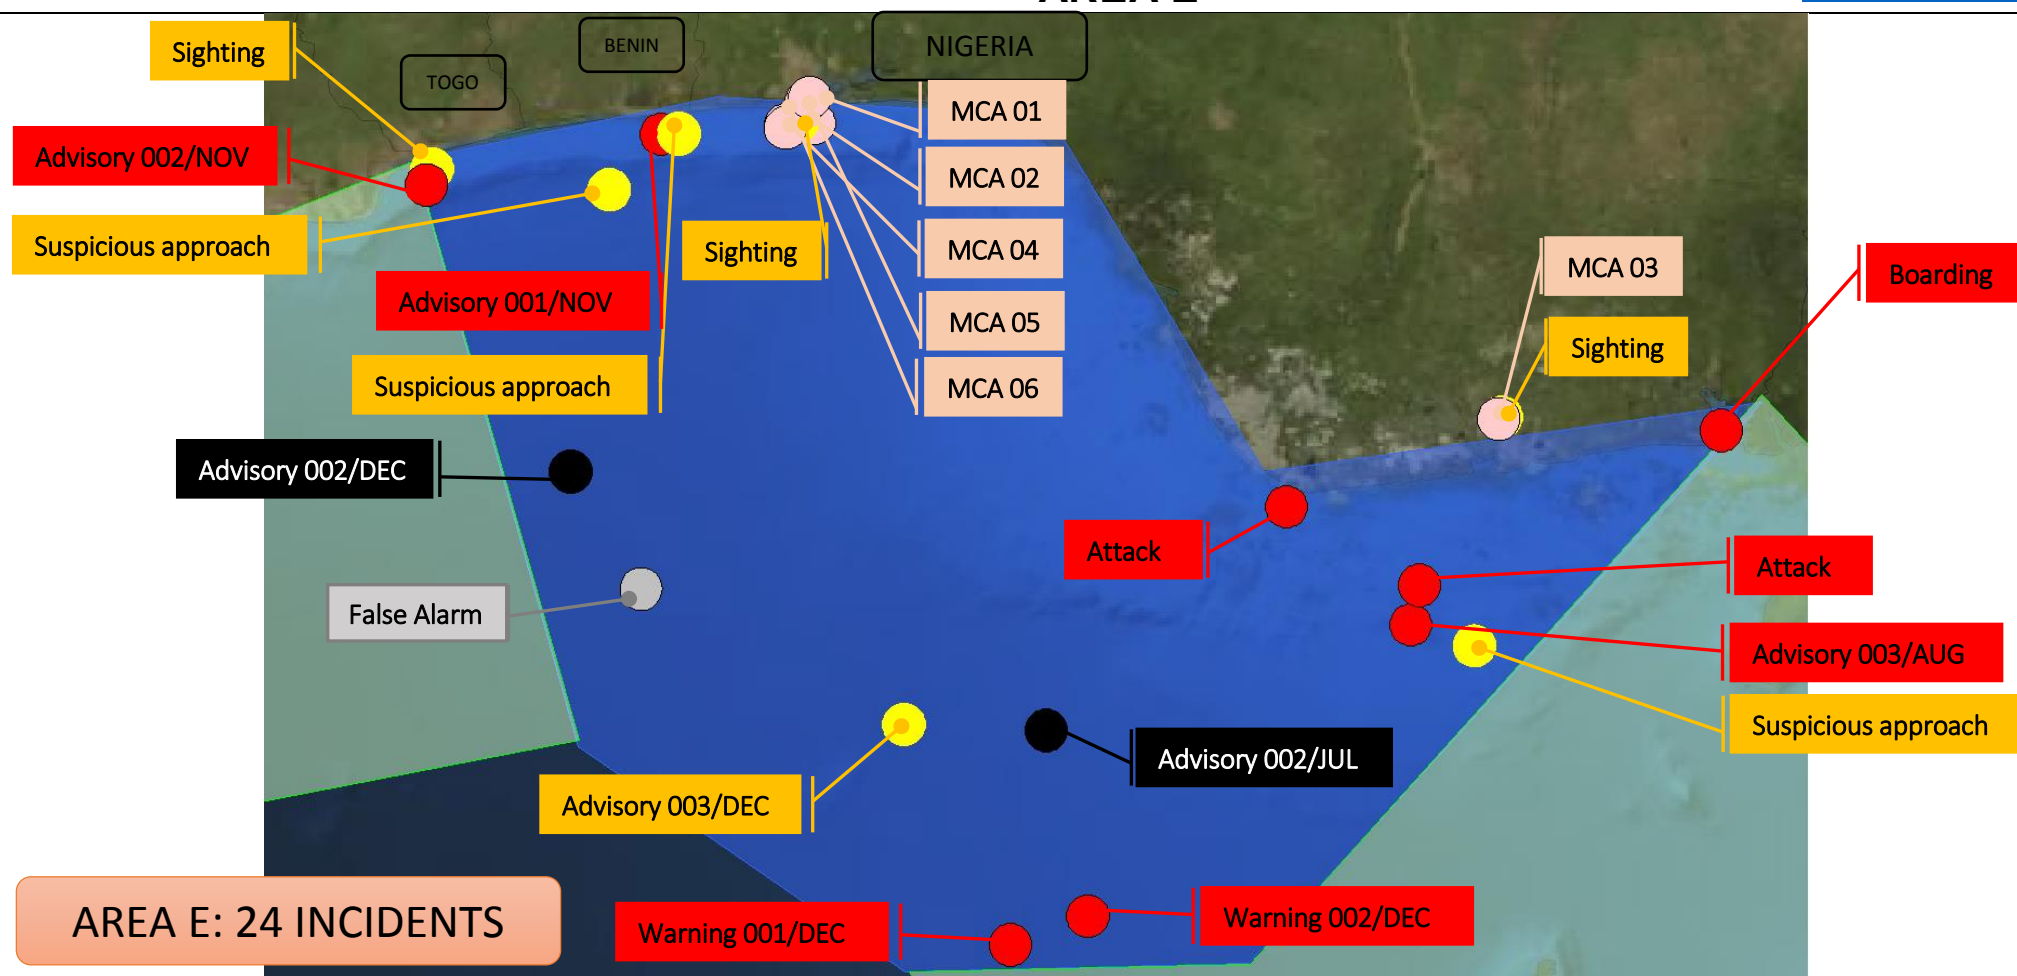 AREA E
Sighting
BENIN
NIGERIA
TOGO
MCA 01
Advisory 002/NOV
MCA 02
Suspicious approach
Sighting
MCA 04
MCA 03
Boarding
Advisory 001/NOV
MCA 05
Sighting
Suspicious approach
MCA 06
Advisory 002/DEC
Attack
Attack
False Alarm
Advisory 003/AUG
Suspicious approach
Advisory 002/JUL
Advisory 003/DEC
AREA E: 24 INCIDENTS
Warning 001/DEC
Warning 002/DEC